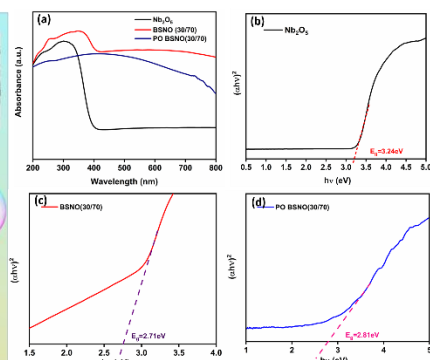 (a)
Nb₂O₅
BSNO (30/70)
PO BSNO(30/70)
Absorbance (a.u.)
200 300 400 500 600 700 800
Wavelength (nm)
(b)
Nb₂O₅
(αhν)²
E₉=3.24eV
0.5 1.0 1.5 2.0 2.5 3.0 3.5 4.0 4.5 5.0
hν (eV)
(c)
BSNO(30/70)
(αhν)²
E₉=2.71eV
1.5 2.0 2.5 3.0 3.5 4.0
(d)
PO BSNO(30/70)
(αhν)²
E₉=2.81eV
1 2 3 4 5